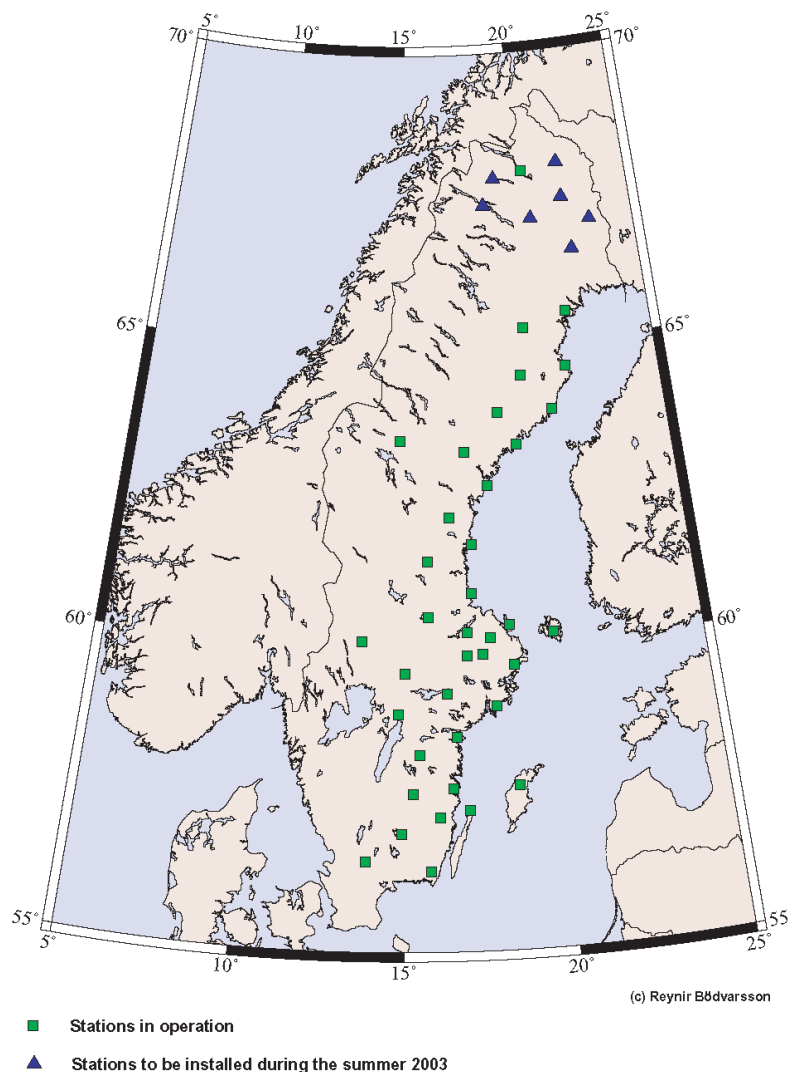 5° 10° 15° 20° 25°
70° 70°
65° 65°
60° 60°
55° 55
5° 10° 15° 20° 25°
(c) Reynir Bödvarsson
Stations in operation
Stations to be installed during the summer 2003